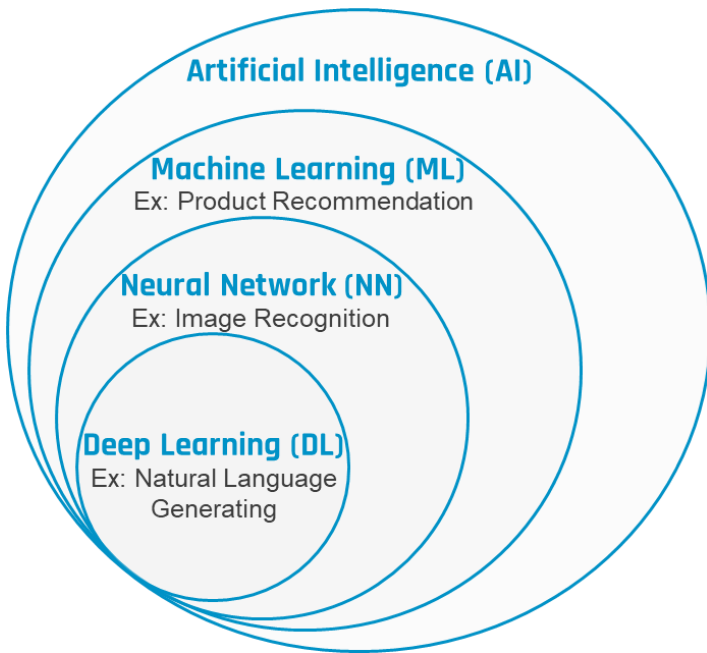 Artificial Intelligence (AI)
Machine Learning (ML)
Ex: Product Recommendation
Neural Network (NN)
Ex: Image Recognition
Deep Learning (DL)
Ex: Natural Language
Generating